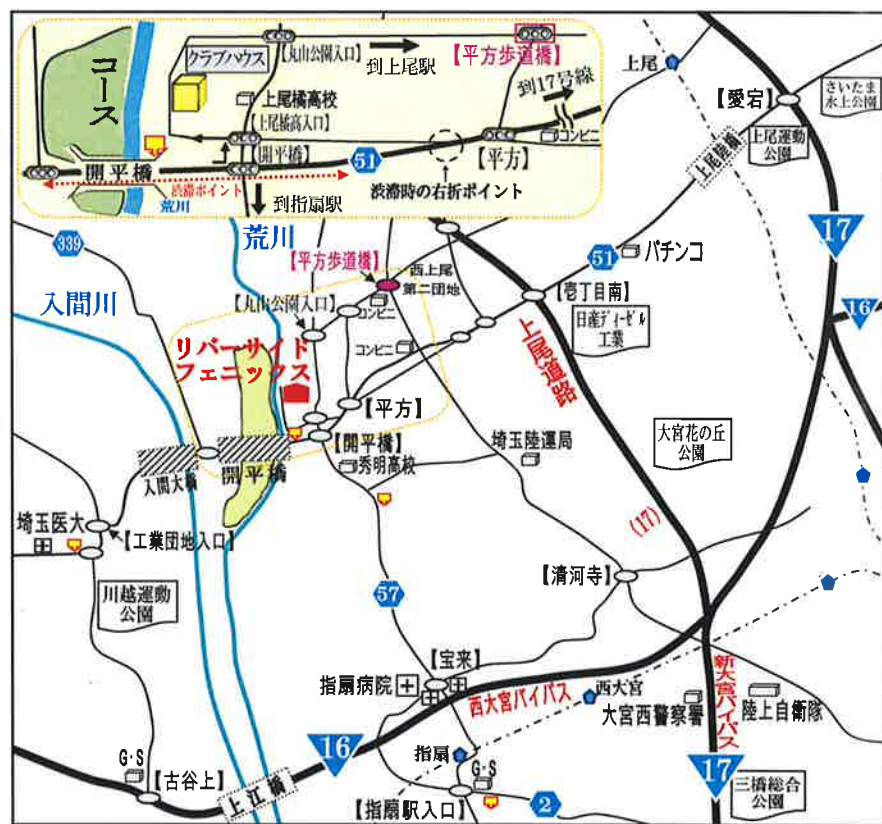 コース
クラブハウス
【丸山公園入口】
到上尾駅
【平方歩道橋】
上尾橘高校
【上尾橘高入口】
到17号線
コンビニ
【開平橋】
51
【平方】
開平橋
渋滞ポイント
荒川
到指扇駅
渋滞時の右折ポイント
上尾
【愛宕】
さいたま
水上公園
上尾運動
公園
上尾陸橋
17
339
荒川
入間川
【平方歩道橋】
西上尾
第二団地
【丸山公園入口】
コンビニ
コンビニ
51
パチンコ
【壱丁目南】
日産ディーゼル
工業
16
リバーサイド
フェニックス
上尾道路
【平方】
【開平橋】
秀明高校
埼玉陸運局
大宮花の丘
公園
入間大橋
開平橋
埼玉医大
【工業団地入口】
(17)
川越運動
公園
57
【清河寺】
【宝来】
指扇病院
西大宮バイパス
西大宮
大宮西警察署
新大宮バイパス
陸上自衛隊
16
指扇
G·S
G·S
【古谷上】
上江橋
【指扇駅入口】
2
17
三橋総合
公園